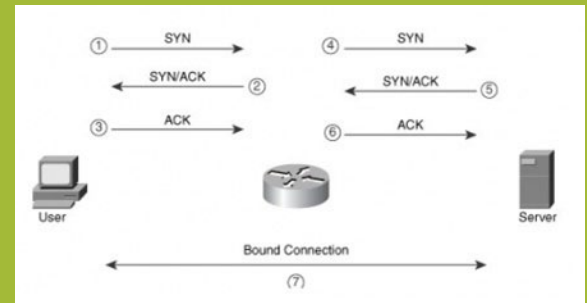 ① SYN
④ SYN
SYN/ACK ②
SYN/ACK ⑤
③ ACK
⑥ ACK
User
Server
Bound Connection
⑦